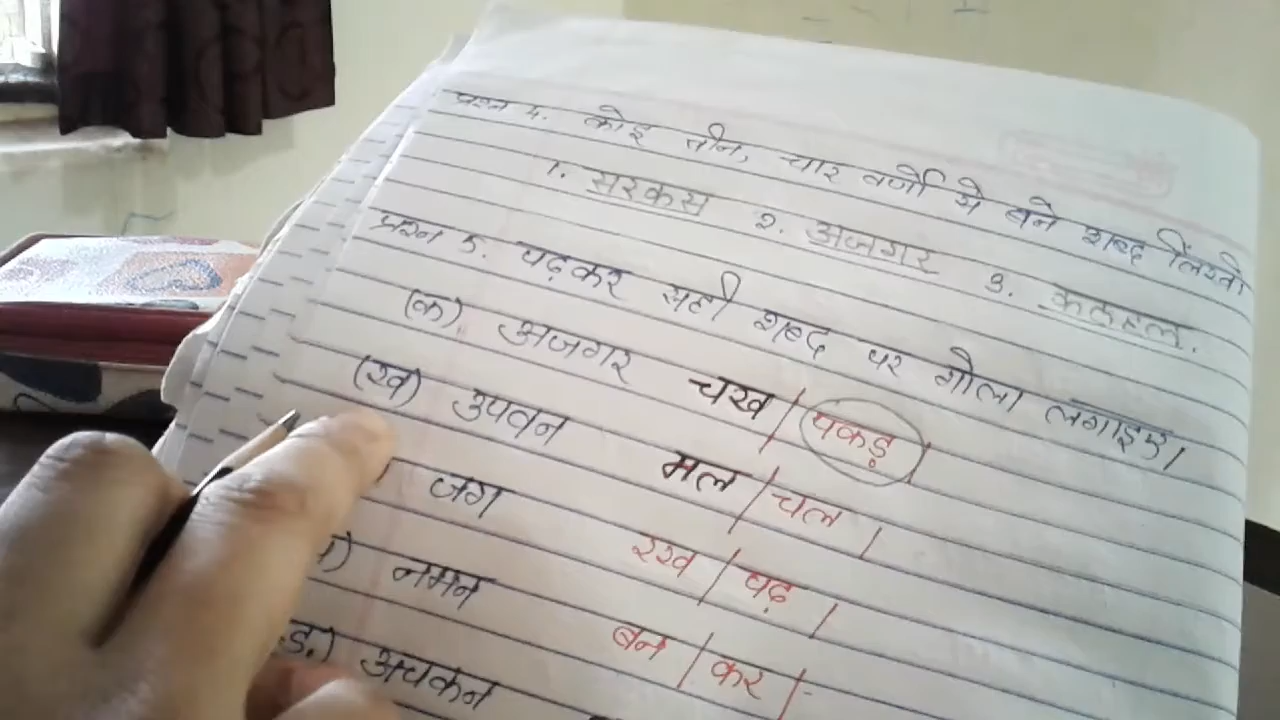 प्रश्न 4. कोइ तीन, चार वर्णो से बने शब्द लिखो
1. सरकस 2. अजगर 3. कटहल.
प्रश्न 5. पढ़कर सही शब्द पर गोला लगाइए।
(क). अजगर चख / पकड़ /
(ख) उपवन मल / चल /
जग रख / पढ़ /
नमन बन / कर /
ड.) अचकन